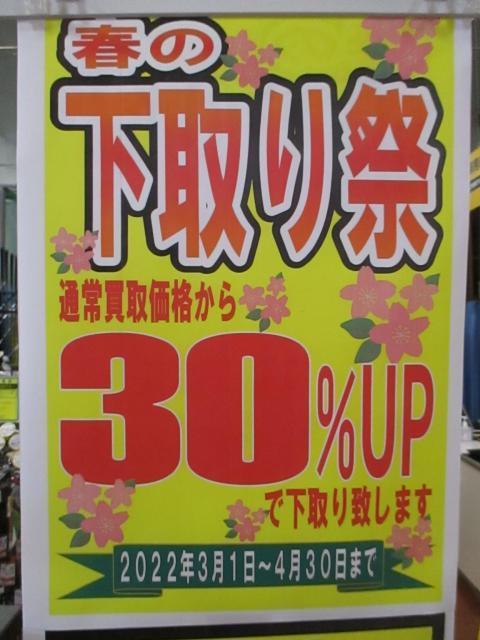 春の
下取り祭
通常買取価格から
30%UP
で下取り致します
2022年3月1日~4月30日まで